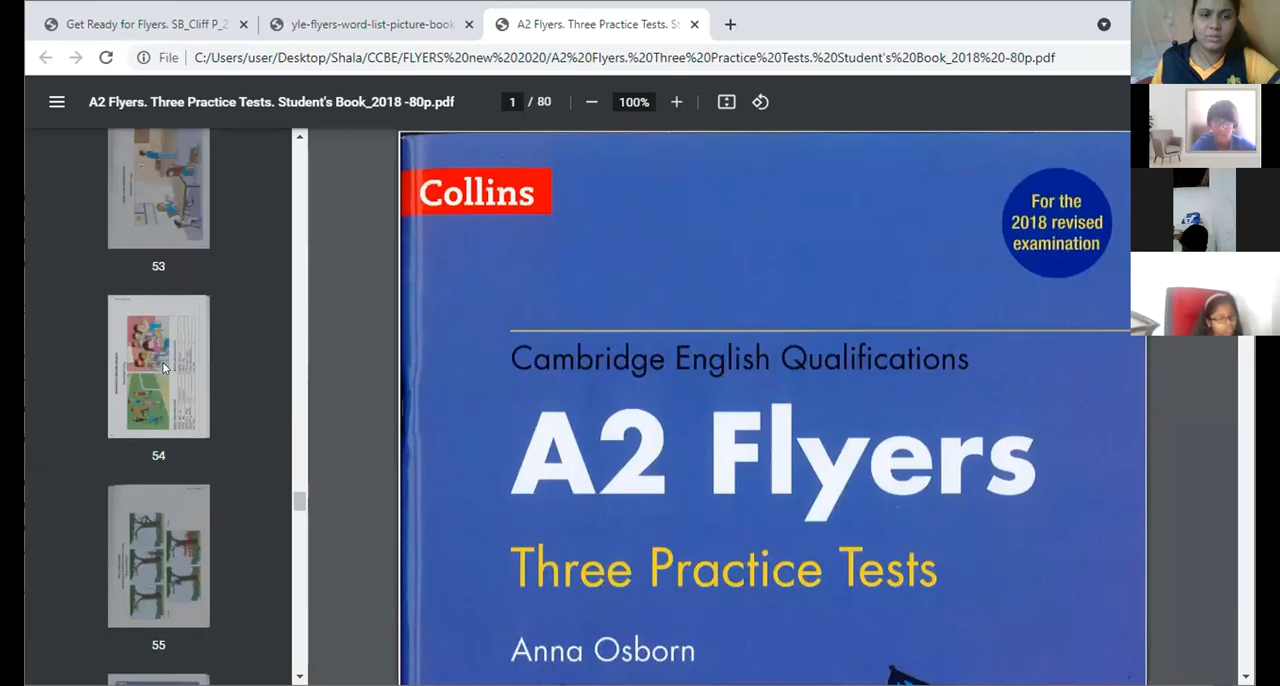 Get Ready for Flyers. SB_Cliff P_2
yle-flyers-word-list-picture-book
A2 Flyers. Three Practice Tests. St
File
C:/Users/user/Desktop/Shala/CCBE/FLYERS%20new%202020/A2%20Flyers.%20Three%20Practice%20Tests.%20Student's%20Book_2018%20-80p.pdf
A2 Flyers. Three Practice Tests. Student's Book_2018 -80p.pdf
1 / 80
100%
53
54
55
Collins
For the
2018 revised
examination
Cambridge English Qualifications
A2 Flyers
Three Practice Tests
Anna Osborn